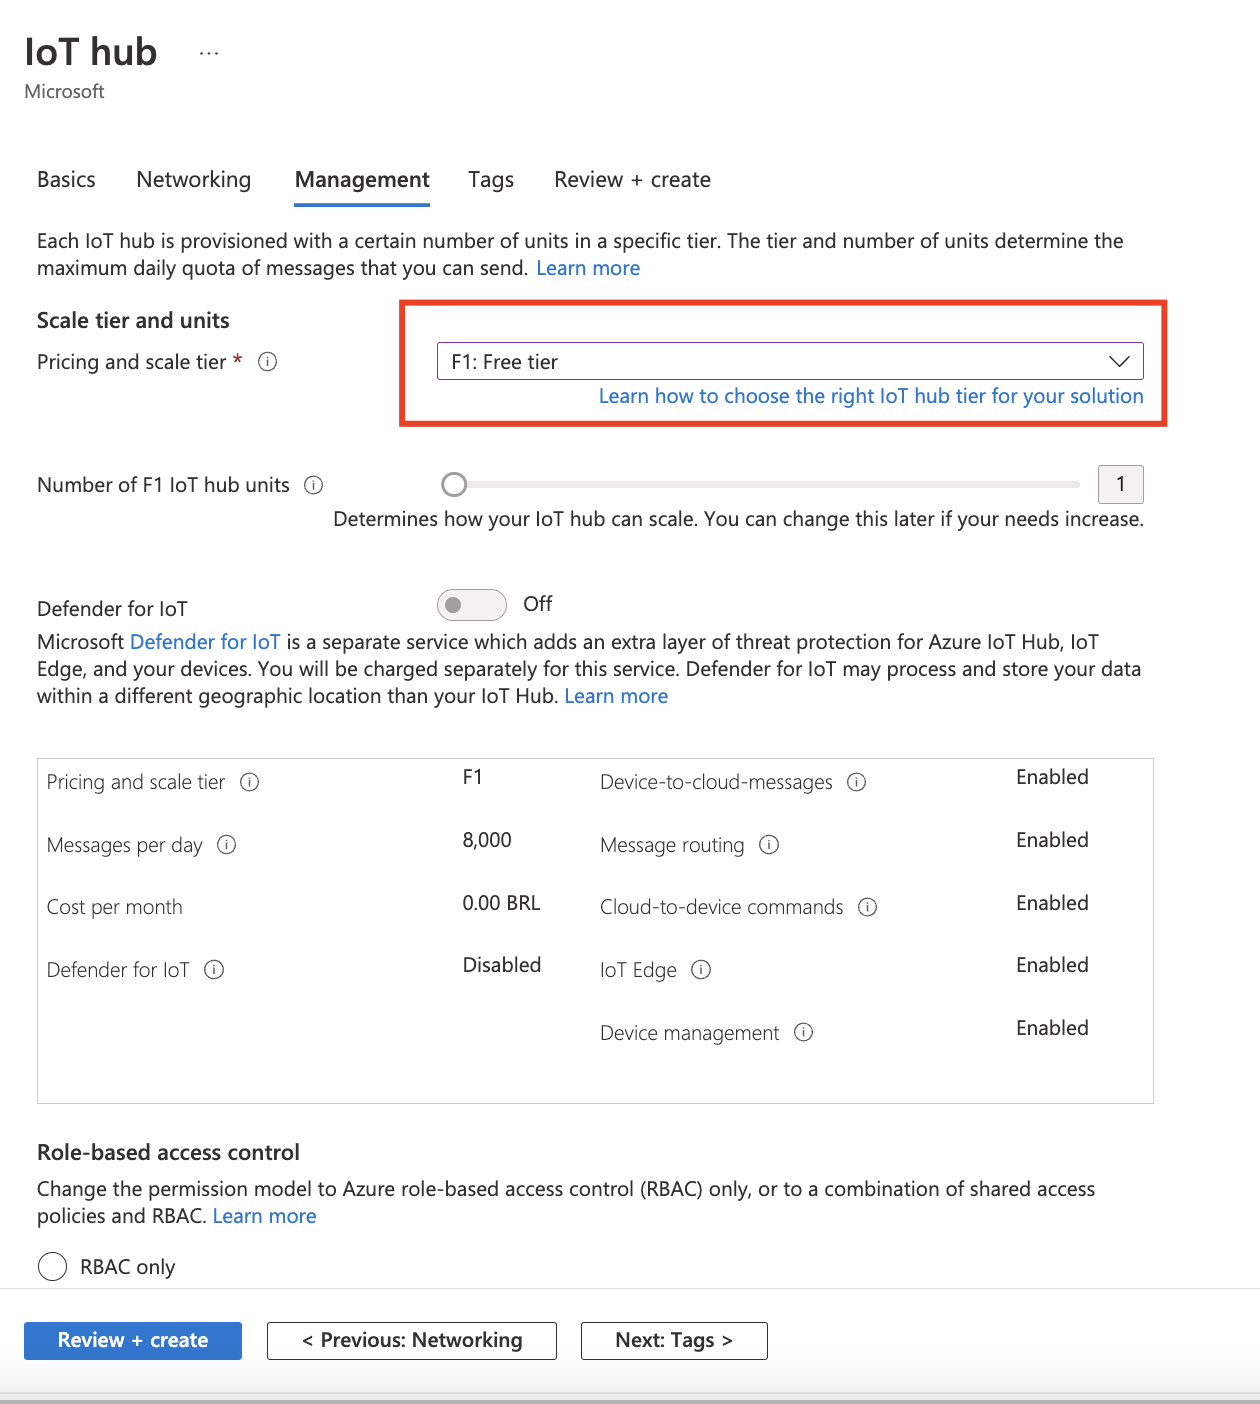 IoT hub ...
Microsoft
Basics Networking Management Tags Review + create
Each IoT hub is provisioned with a certain number of units in a specific tier. The tier and number of units determine the
maximum daily quota of messages that you can send. Learn more
Scale tier and units
Pricing and scale tier * F1: Free tier
Learn how to choose the right IoT hub tier for your solution
Number of F1 IoT hub units 1
Determines how your IoT hub can scale. You can change this later if your needs increase.
Defender for IoT Off
Microsoft Defender for IoT is a separate service which adds an extra layer of threat protection for Azure IoT Hub, IoT
Edge, and your devices. You will be charged separately for this service. Defender for IoT may process and store your data
within a different geographic location than your IoT Hub. Learn more
Pricing and scale tier F1 Device-to-cloud-messages Enabled
Messages per day 8,000 Message routing Enabled
Cost per month 0.00 BRL Cloud-to-device commands Enabled
Defender for IoT Disabled IoT Edge Enabled
Device management Enabled
Role-based access control
Change the permission model to Azure role-based access control (RBAC) only, or to a combination of shared access
policies and RBAC. Learn more
RBAC only
Review + create < Previous: Networking Next: Tags >